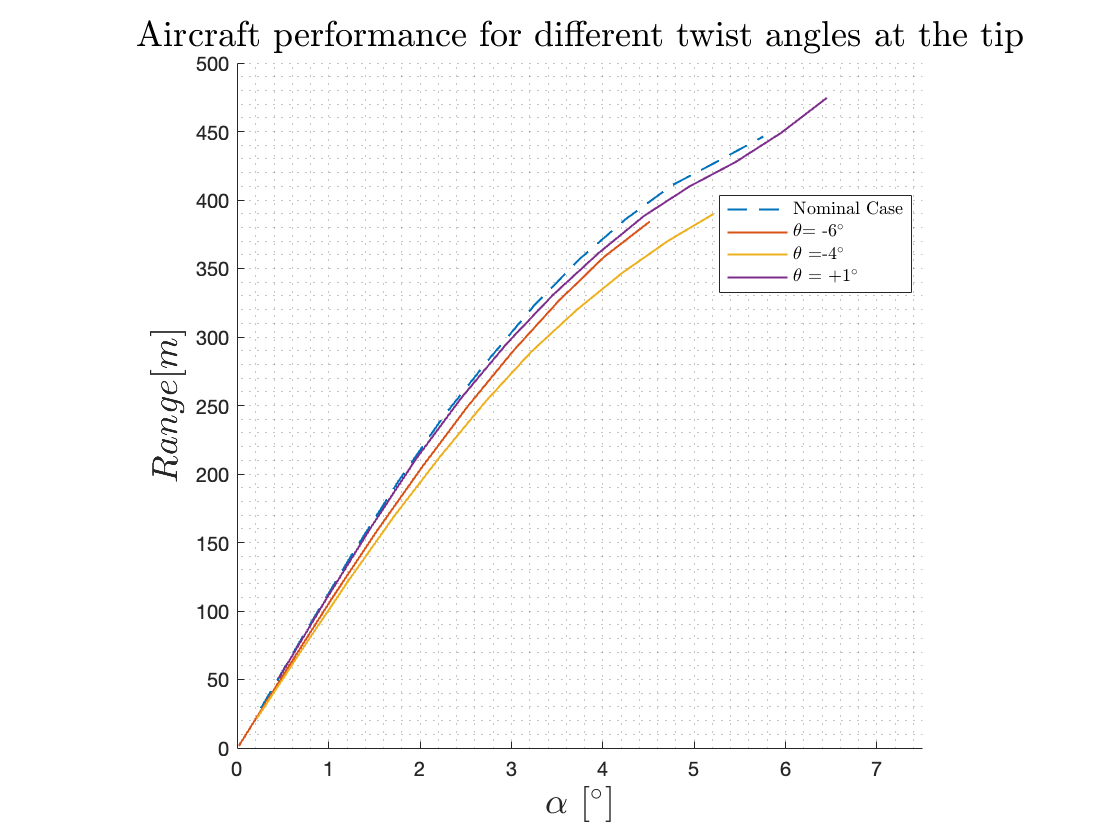 Aircraft performance for different twist angles at the tip
500
450
400
350
300
250
200
150
100
50
0
Range[m]
Nominal Case
θ= -6°
θ =-4°
θ = +1°
0 1 2 3 4 5 6 7
α [°]